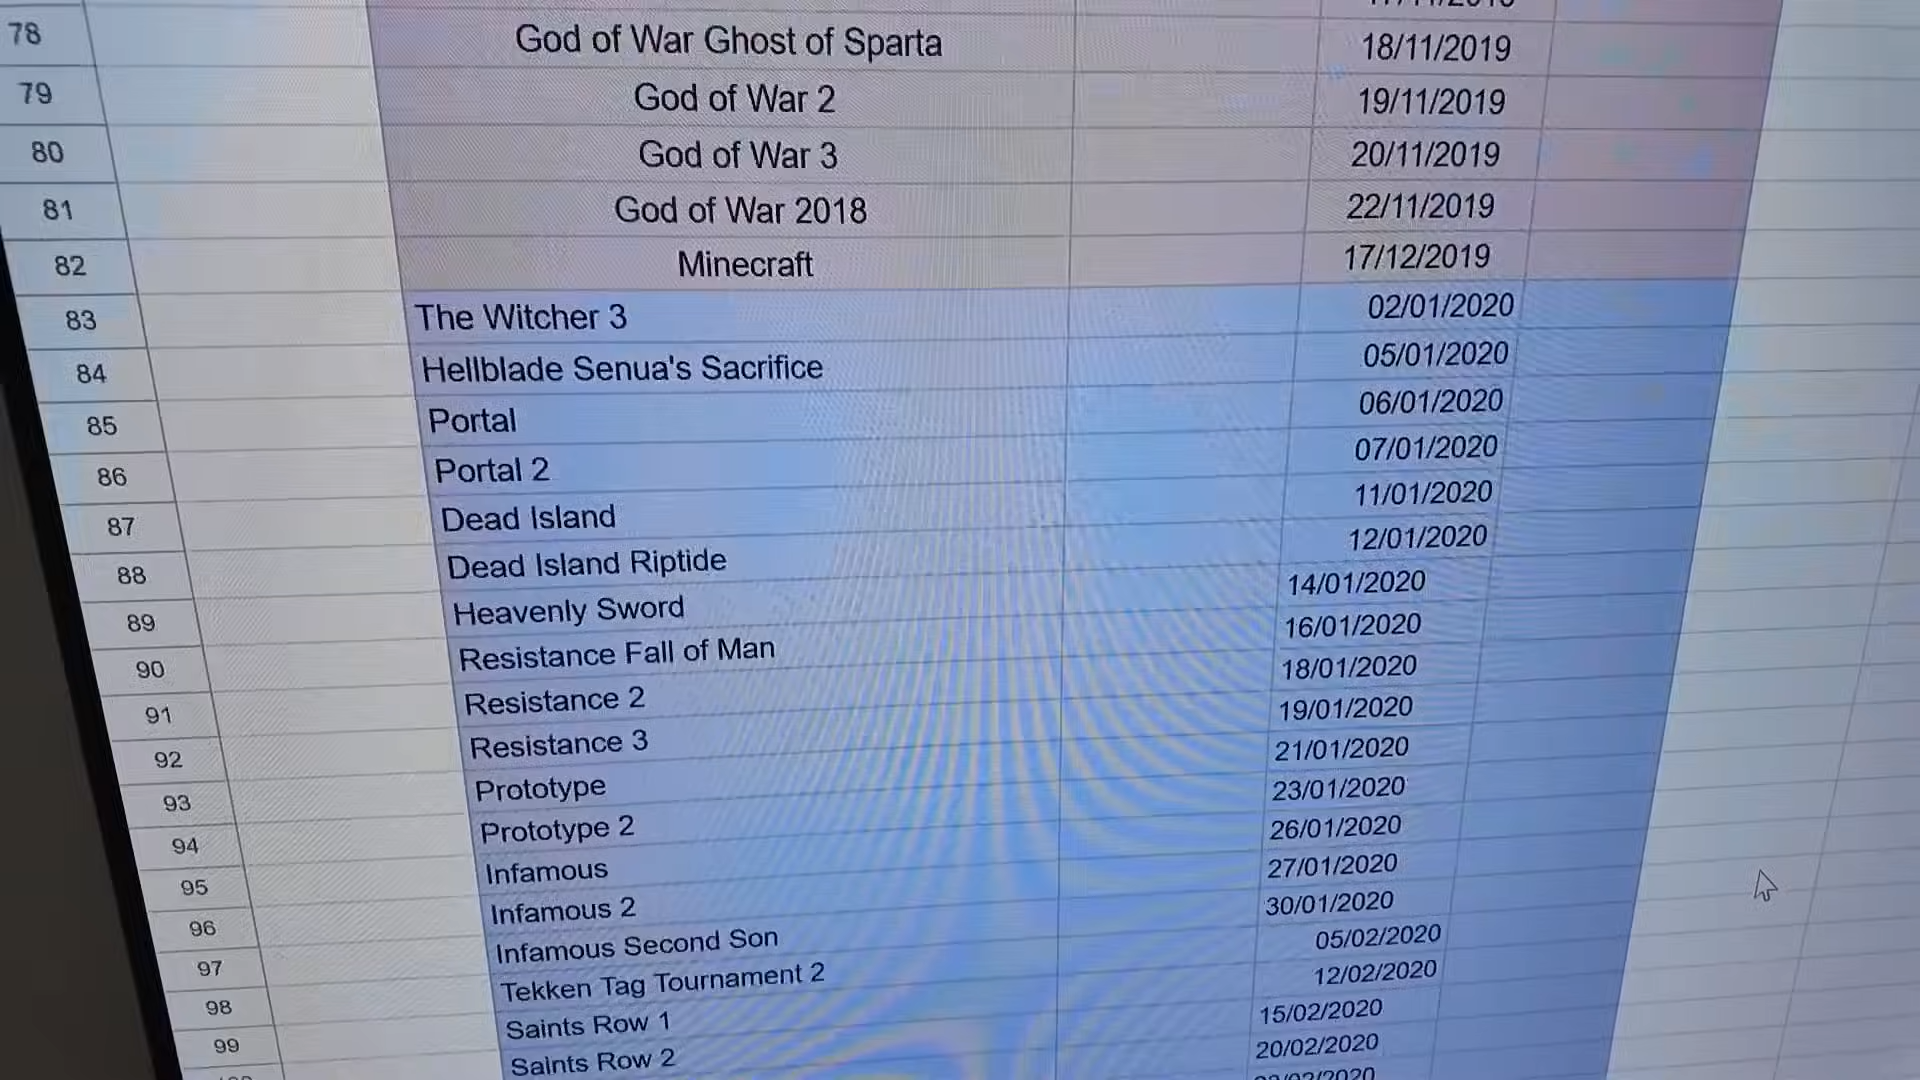 78 God of War Ghost of Sparta 18/11/2019
79 God of War 2 19/11/2019
80 God of War 3 20/11/2019
81 God of War 2018 22/11/2019
82 Minecraft 17/12/2019
83 The Witcher 3 02/01/2020
84 Hellblade Senua's Sacrifice 05/01/2020
85 Portal 06/01/2020
86 Portal 2 07/01/2020
87 Dead Island 11/01/2020
88 Dead Island Riptide 12/01/2020
89 Heavenly Sword 14/01/2020
90 Resistance Fall of Man 16/01/2020
91 Resistance 2 18/01/2020
92 Resistance 3 19/01/2020
93 Prototype 21/01/2020
94 Prototype 2 23/01/2020
95 Infamous 26/01/2020
96 Infamous 2 27/01/2020
97 Infamous Second Son 30/01/2020
98 Tekken Tag Tournament 2 05/02/2020
99 Saints Row 1 12/02/2020
Saints Row 2 15/02/2020
20/02/2020